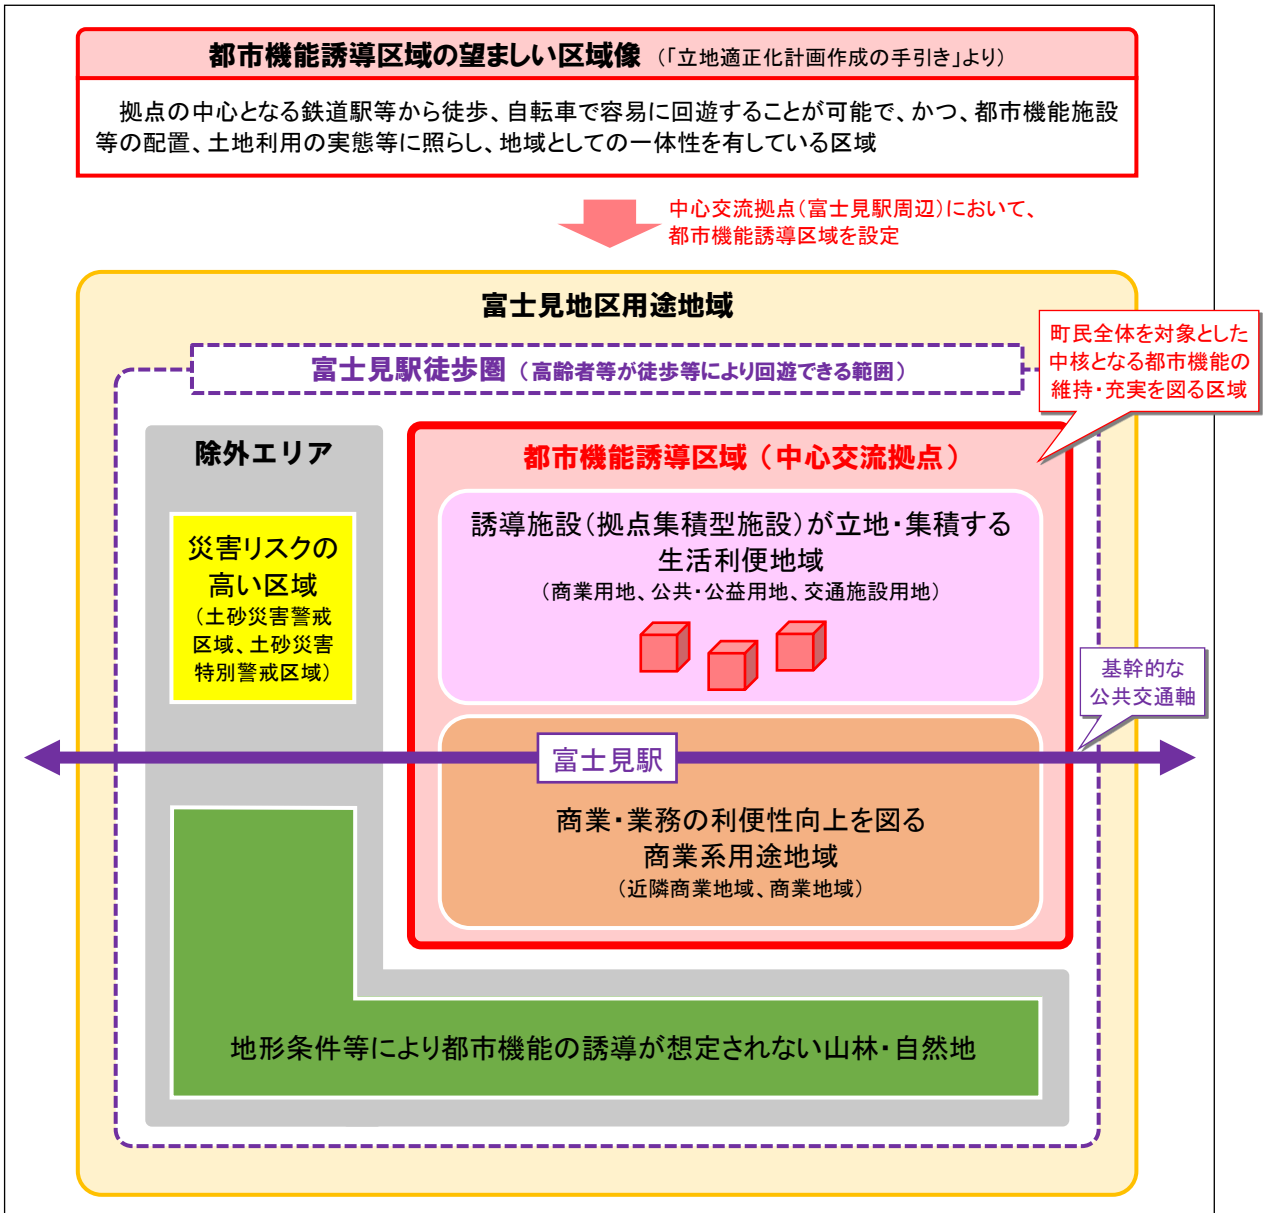 都市機能誘導区域の望ましい区域像（「立地適正化計画作成の手引き」より）
拠点の中心となる鉄道駅等から徒歩、自転車で容易に回遊することが可能で、かつ、都市機能施設
等の配置、土地利用の実態等に照らし、地域としての一体性を有している区域
中心交流拠点（富士見駅周辺）において、
都市機能誘導区域を設定
富士見地区用途地域
町民全体を対象とした
中核となる都市機能の
維持・充実を図る区域
富士見駅徒歩圏（高齢者等が徒歩等により回遊できる範囲）
除外エリア
都市機能誘導区域（中心交流拠点）
災害リスクの
高い区域
（土砂災害警戒
区域、土砂災害
特別警戒区域）
誘導施設（拠点集積型施設）が立地・集積する
生活利便地域
（商業用地、公共・公益用地、交通施設用地）
基幹的な
公共交通軸
富士見駅
商業・業務の利便性向上を図る
商業系用途地域
（近隣商業地域、商業地域）
地形条件等により都市機能の誘導が想定されない山林・自然地